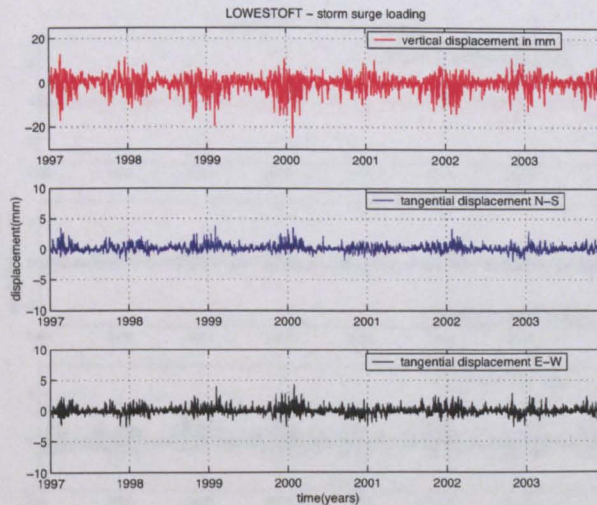 LOWESTOFT - storm surge loading
vertical displacement in mm
20
0
-20
1997 1998 1999 2000 2001 2002 2003
tangential displacement N-S
10
5
0
-5
-10
1997 1998 1999 2000 2001 2002 2003
displacement(mm)
tangential displacement E-W
10
5
0
-5
-10
1997 1998 1999 2000 2001 2002 2003
time(years)